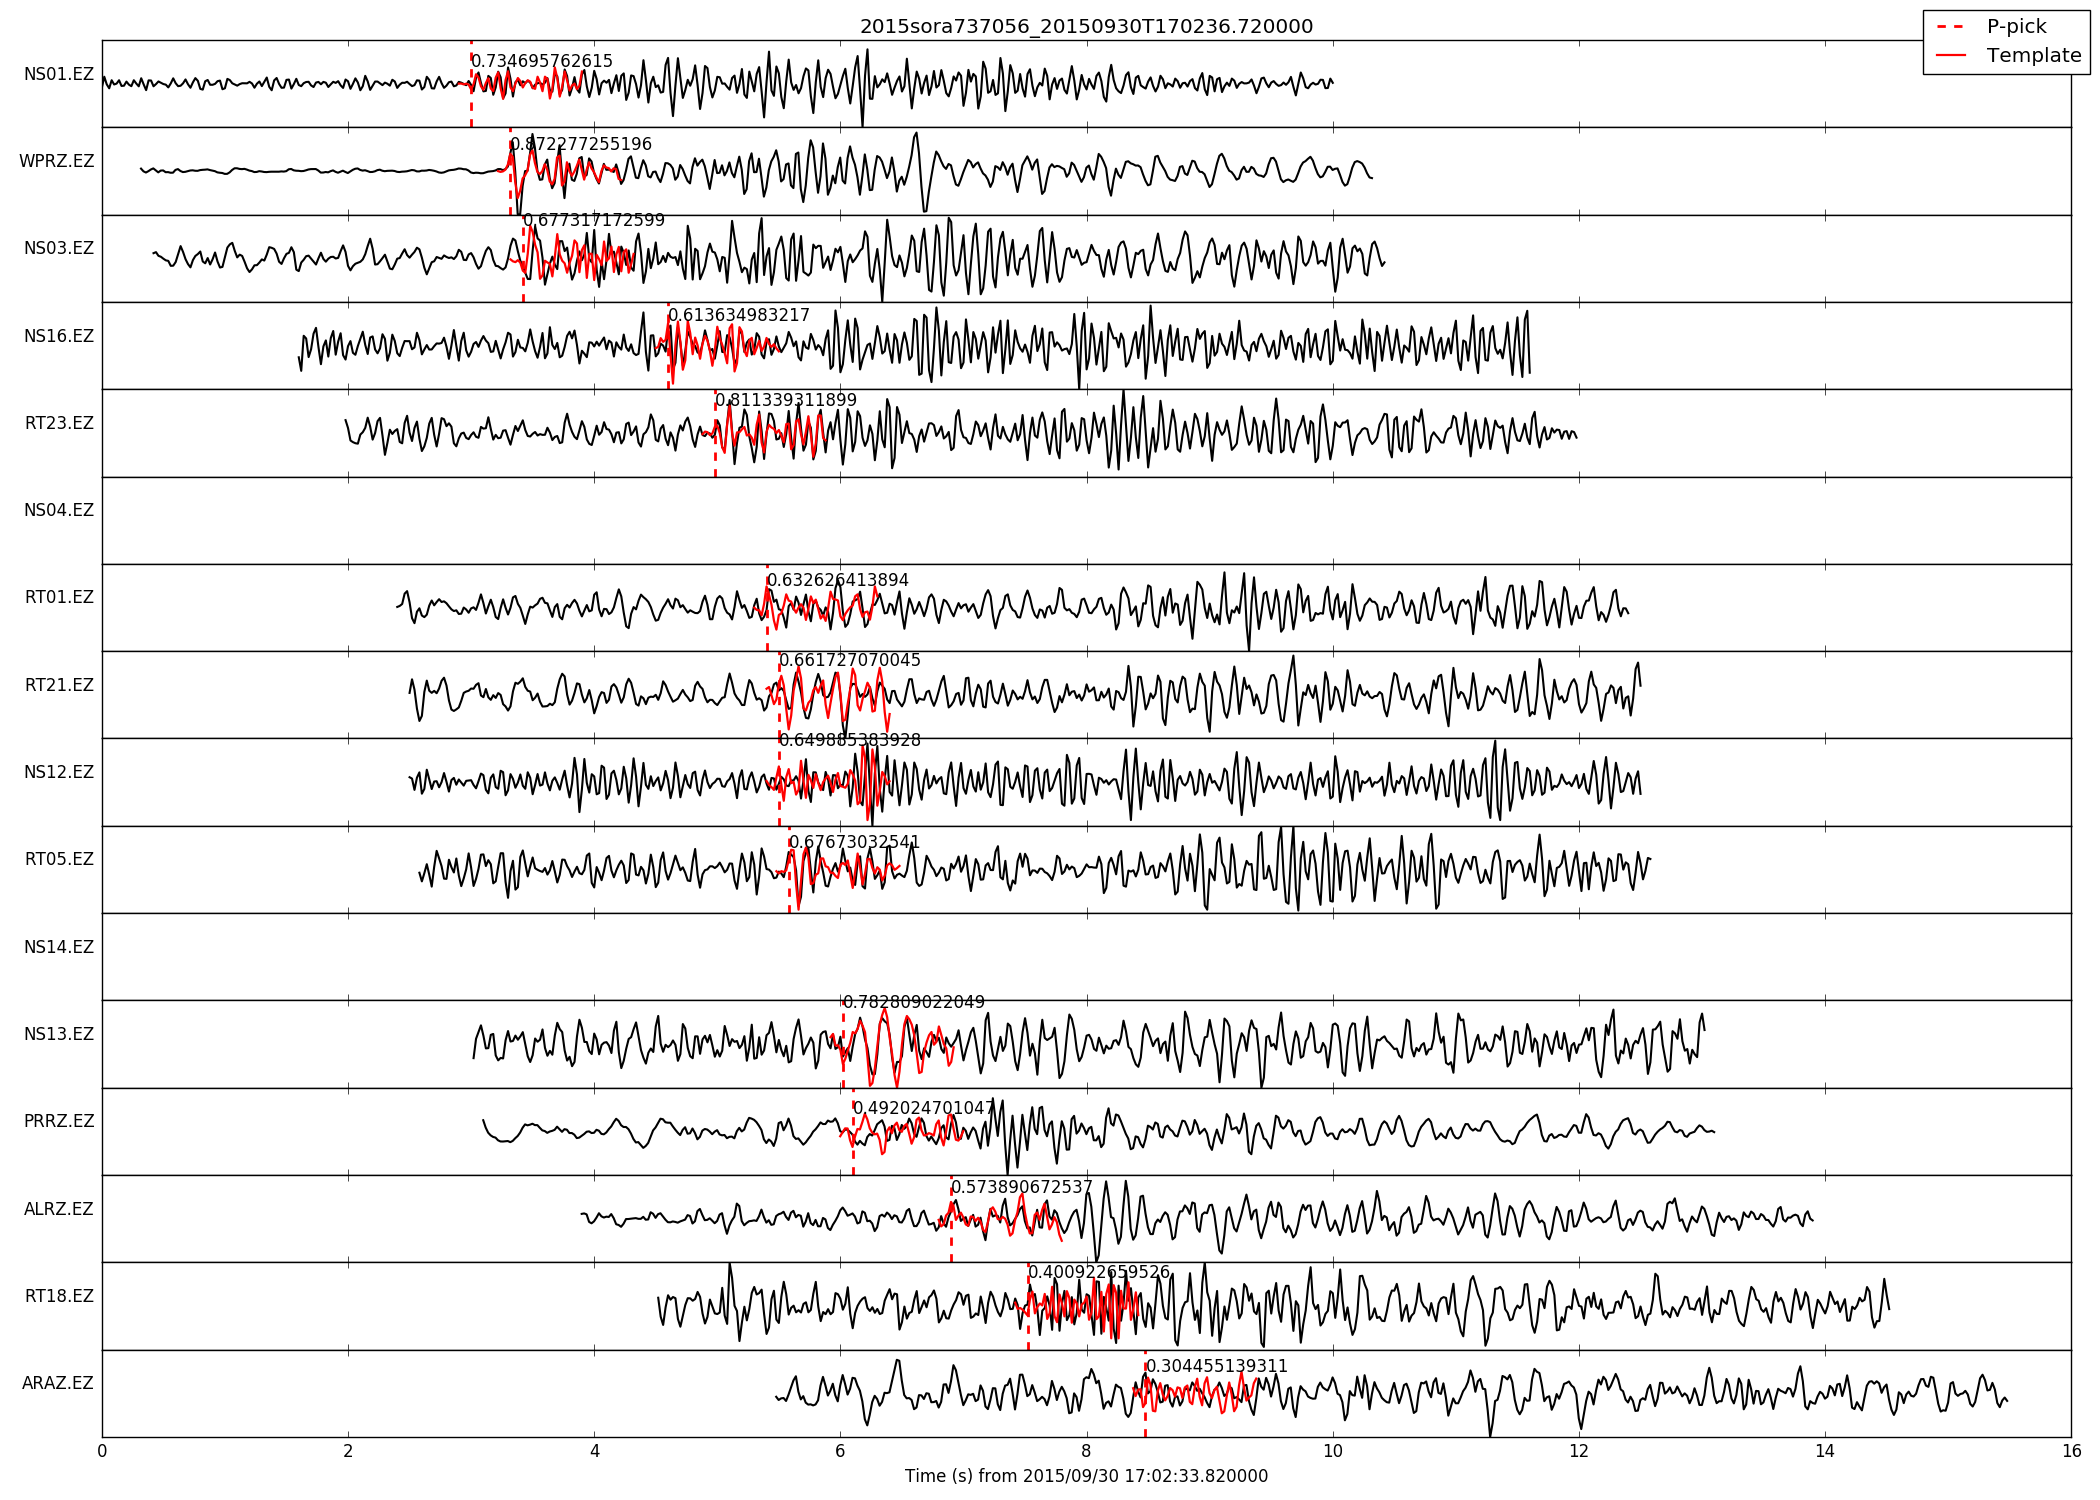 2015sora737056_20150930T170236.720000
P-pick
Template
NS01.EZ
0.734695762615
WPRZ.EZ
0.872277255196
NS03.EZ
0.677317172599
NS16.EZ
0.613634983217
RT23.EZ
0.811339311899
NS04.EZ
RT01.EZ
0.632626413894
RT21.EZ
0.661727070045
NS12.EZ
0.649885383928
RT05.EZ
0.67673032541
NS14.EZ
NS13.EZ
0.782809022049
PRRZ.EZ
0.492024701047
ALRZ.EZ
0.573890672537
RT18.EZ
0.400922659526
ARAZ.EZ
0.304455139311
0 2 4 6 8 10 12 14 16
Time (s) from 2015/09/30 17:02:33.820000